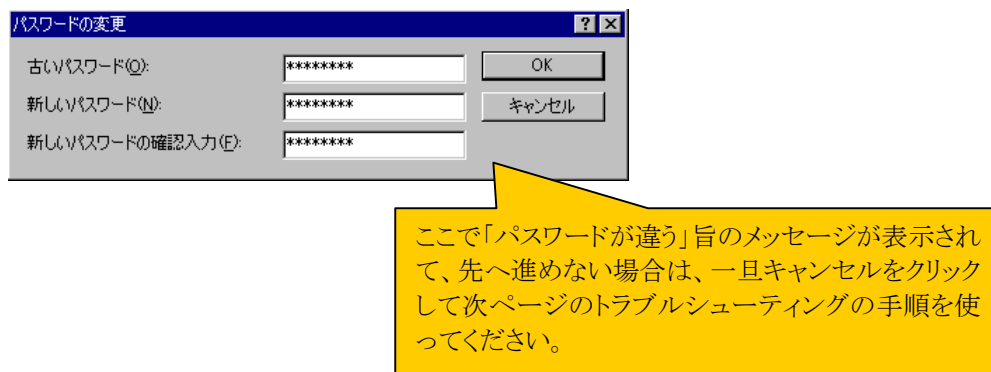 パスワードの変更
古いパスワード(O): ******** OK
新しいパスワード(N): ******** キャンセル
新しいパスワードの確認入力(F): ********
ここで「パスワードが違う」旨のメッセージが表示され
て、先へ進めない場合は、一旦キャンセルをクリック
して次ページのトラブルシューティングの手順を使
ってください。